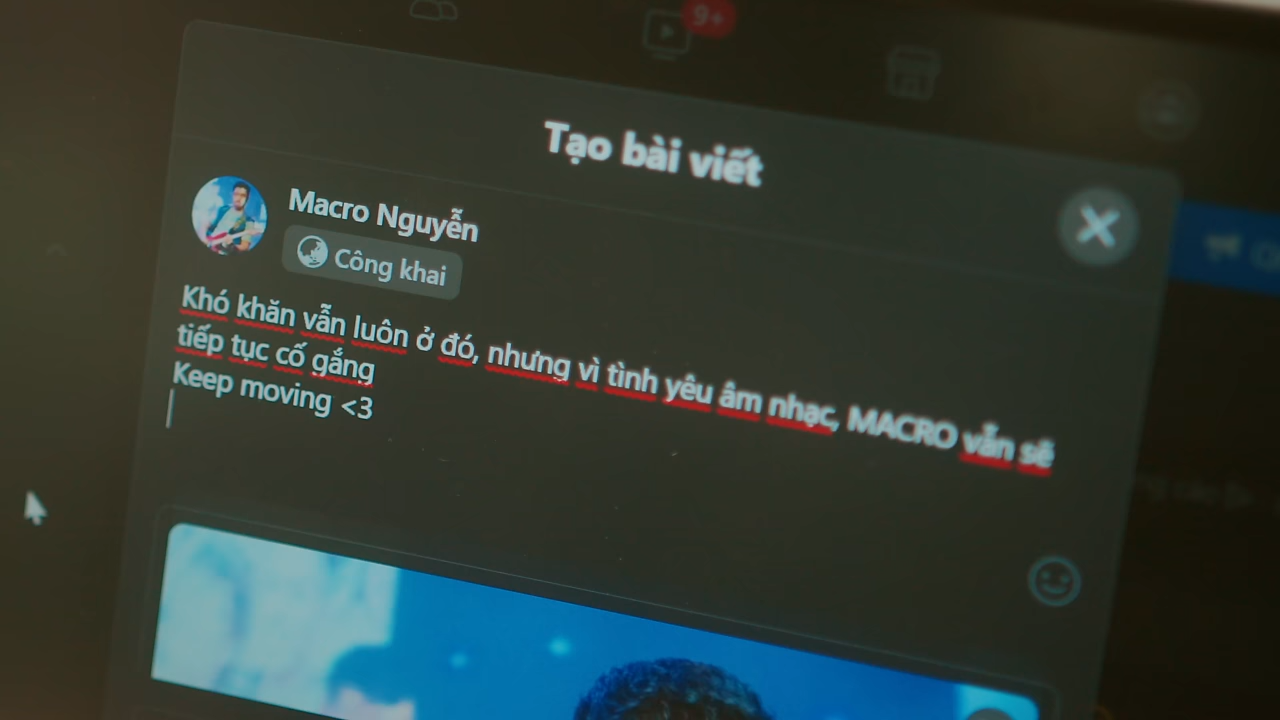 9+
Tạo bài viết
Macro Nguyễn
Công khai
Khó khăn vẫn luôn ở đó, nhưng vì tình yêu âm nhạc, MACRO vẫn sẽ
tiếp tục cố gắng
Keep moving <3